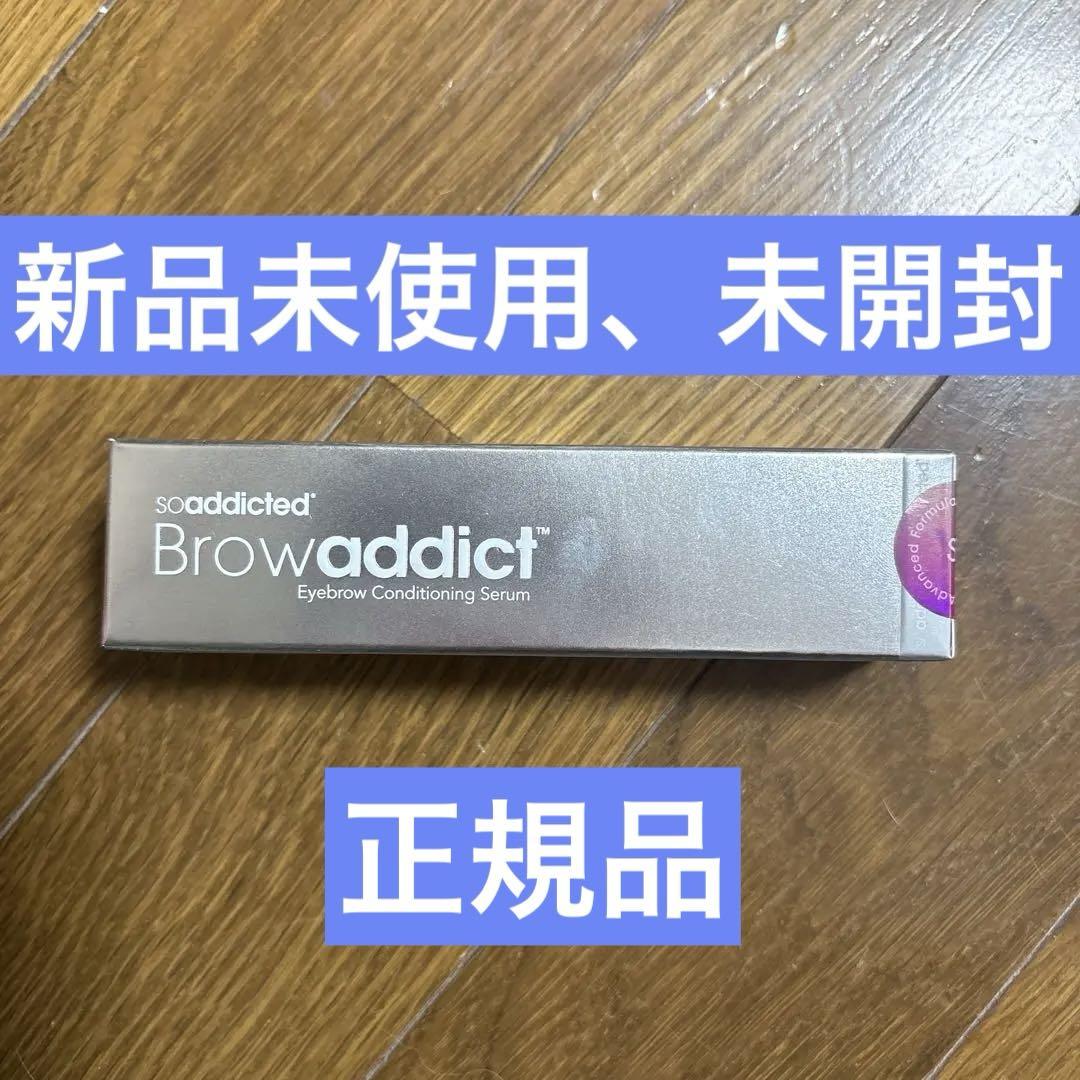 新品未使用、未開封
soaddicted®
Browaddict™
Eyebrow Conditioning Serum
Advanced Formula
正規品